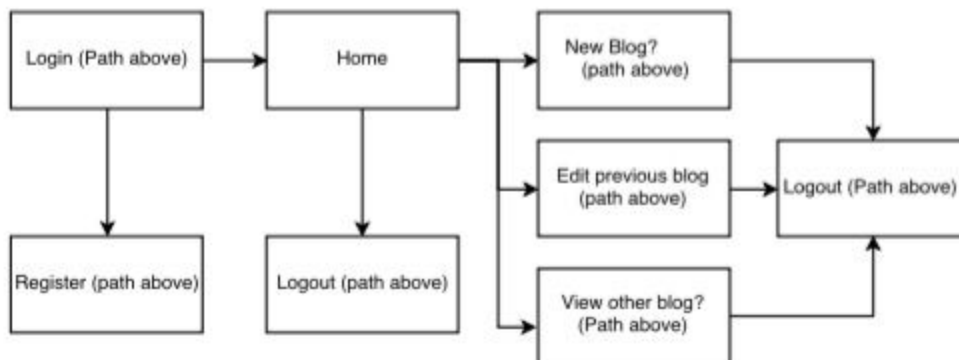 Login (Path above)
Home
New Blog?
(path above)
Edit previous blog
(path above)
Logout (Path above)
Register (path above)
Logout (path above)
View other blog?
(Path above)